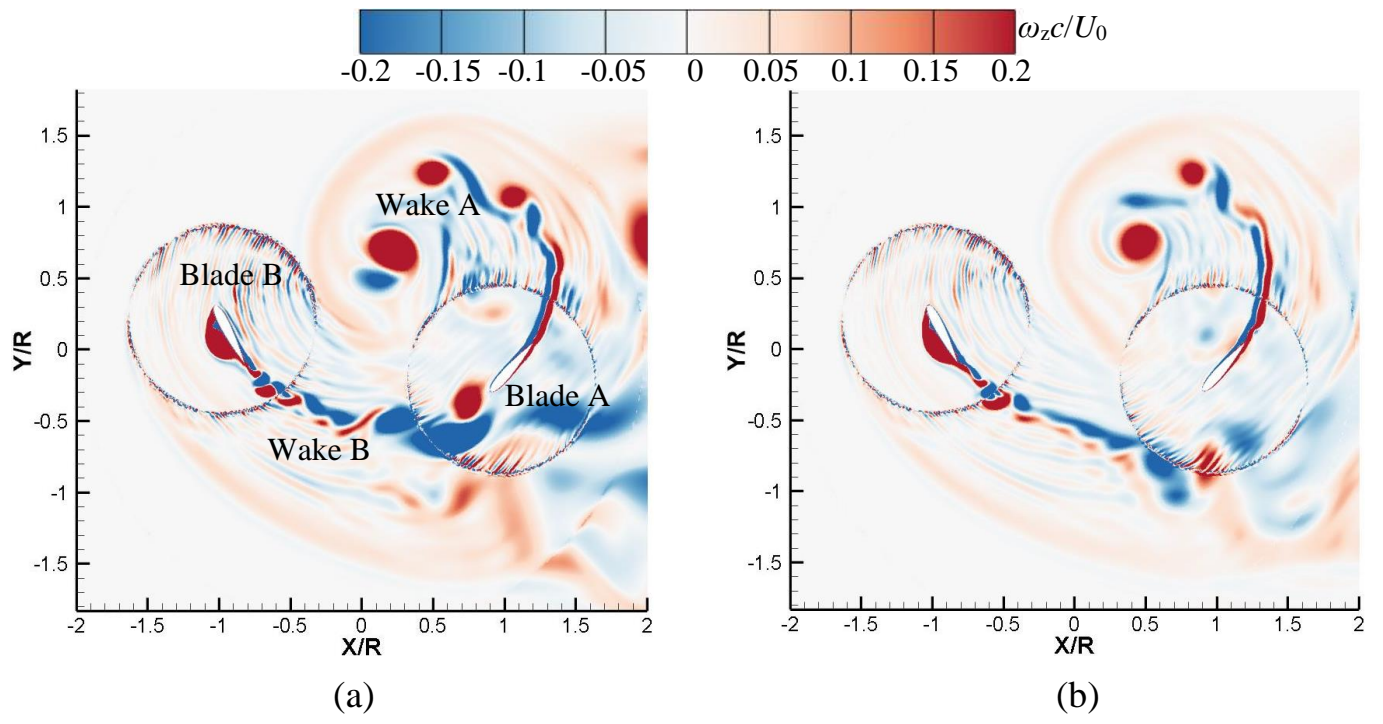 ω_z c/U_0
-0.2 -0.15 -0.1 -0.05 0 0.05 0.1 0.15 0.2
Y/R
1.5
1
0.5
0
-0.5
-1
-1.5
Wake A
Blade B
Blade A
Wake B
-2 -1.5 -1 -0.5 0 0.5 1 1.5 2
X/R
(a)
Y/R
1.5
1
0.5
0
-0.5
-1
-1.5
-2 -1.5 -1 -0.5 0 0.5 1 1.5 2
X/R
(b)